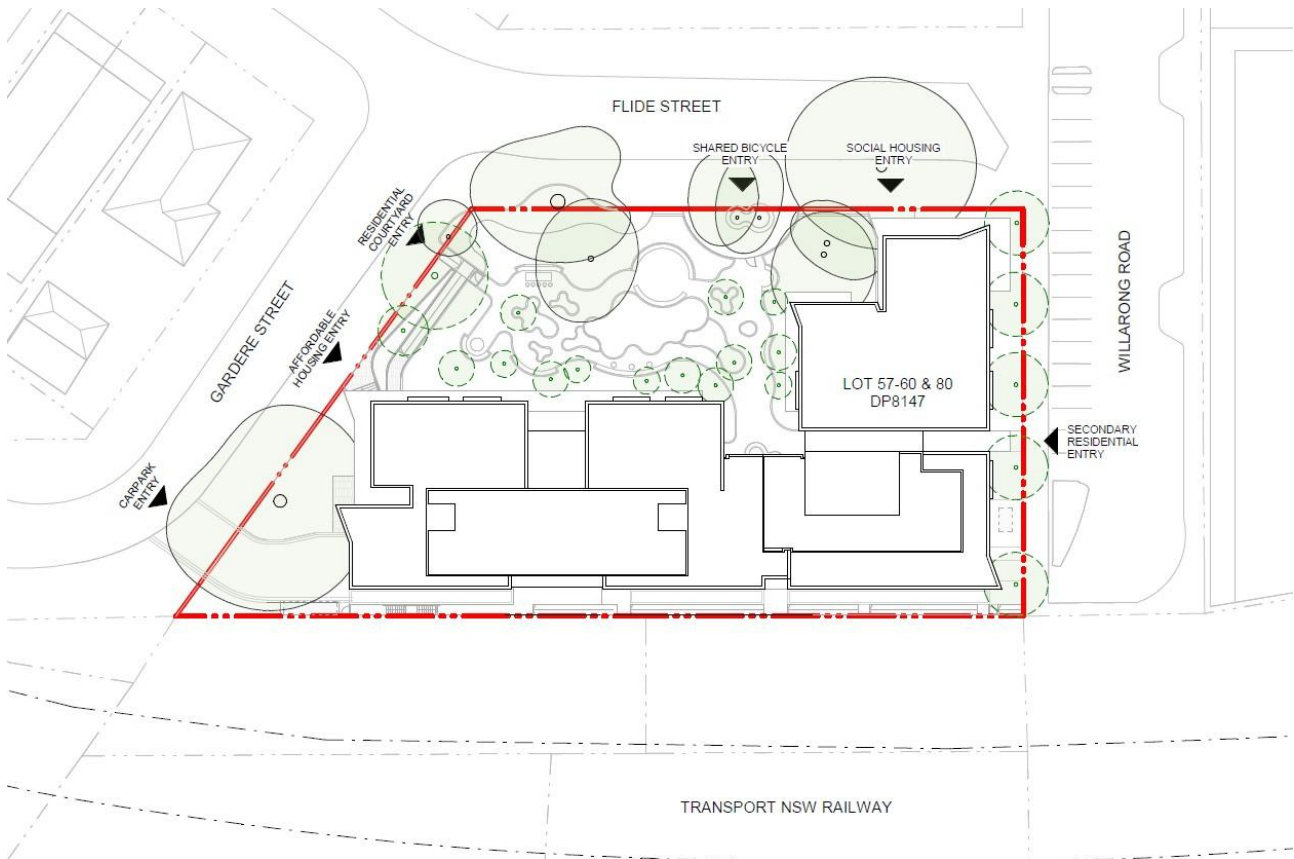 FLIDE STREET
SHARED BICYCLE
ENTRY
SOCIAL HOUSING
ENTRY
RESIDENTIAL
COURTYARD
ENTRY
GARDERE STREET
AFFORDABLE
HOUSING ENTRY
WILLARONG ROAD
LOT 57-60 & 80
DP8147
SECONDARY
RESIDENTIAL
ENTRY
CARPARK
ENTRY
TRANSPORT NSW RAILWAY